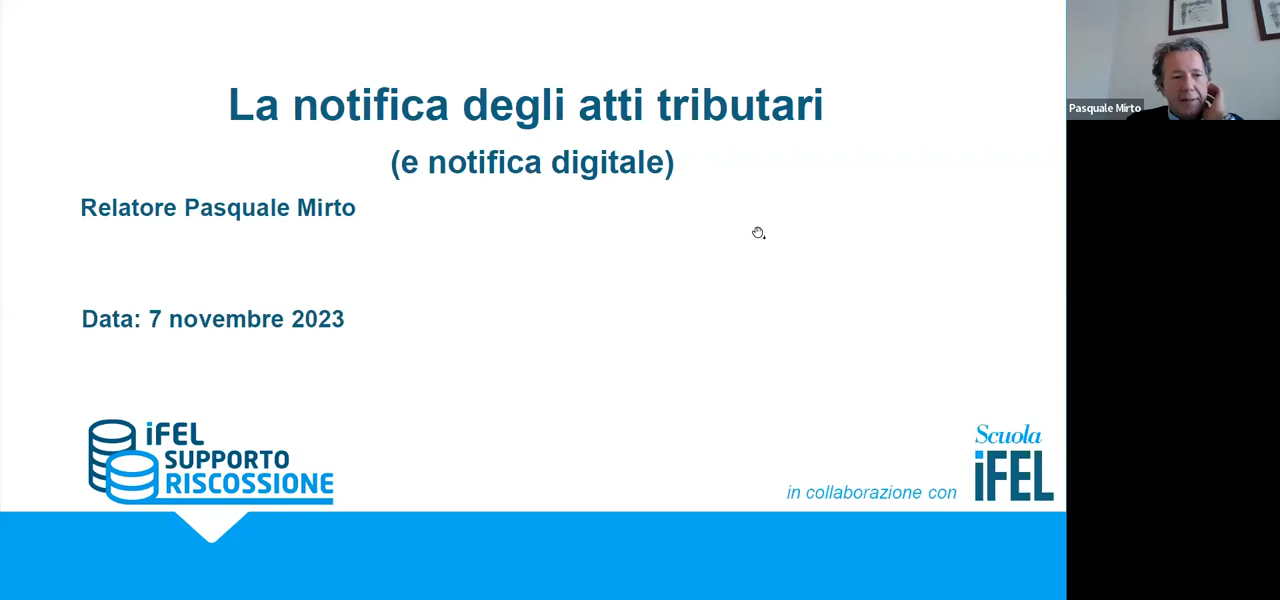 La notifica degli atti tributari
(e notifica digitale)
Relatore Pasquale Mirto
Data: 7 novembre 2023
iFEL
SUPPORTO
RISCOSSIONE
in collaborazione con
Scuola
iFEL
Pasquale Mirto